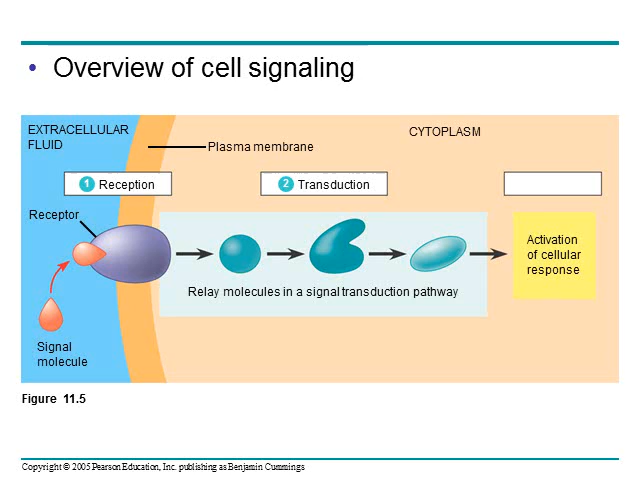 • Overview of cell signaling
EXTRACELLULAR
FLUID
CYTOPLASM
Plasma membrane
1 Reception
2 Transduction
Receptor
Activation
of cellular
response
Relay molecules in a signal transduction pathway
Signal
molecule
Figure 11.5
Copyright © 2005 Pearson Education, Inc. publishing as Benjamin Cummings